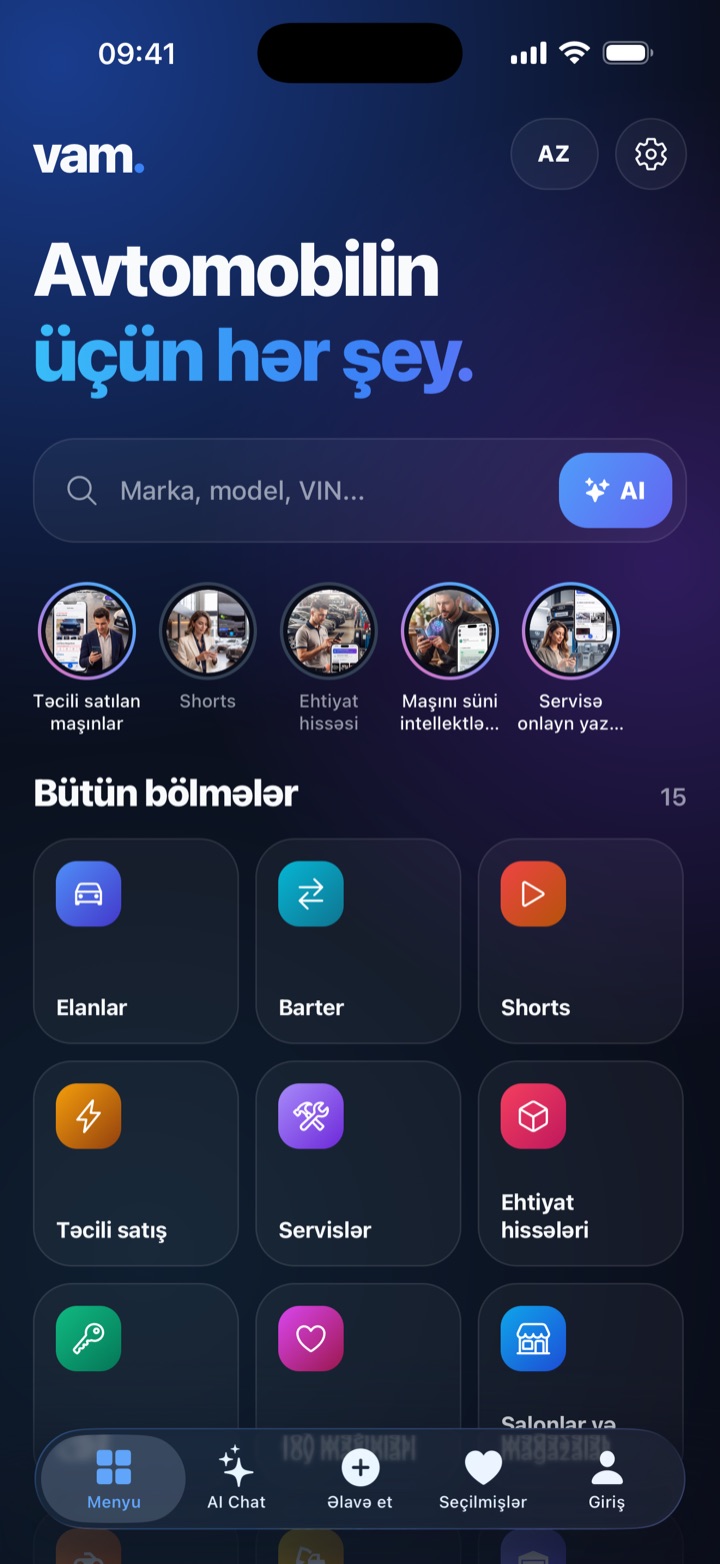 09:41
vam.
AZ
Avtomobilin
üçün hər şey.
Marka, model, VIN...
AI
Təcili satılan
maşınlar
Shorts
Ehtiyat
hissəsi
Maşını süni
intellektlə...
Servisə
onlayn yaz...
Bütün bölmələr
15
Elanlar
Barter
Shorts
Təcili satış
Servislər
Ehtiyat
hissələri
Salonlar və
Menyu
AI Chat
Əlavə et
Seçilmişlər
Giriş